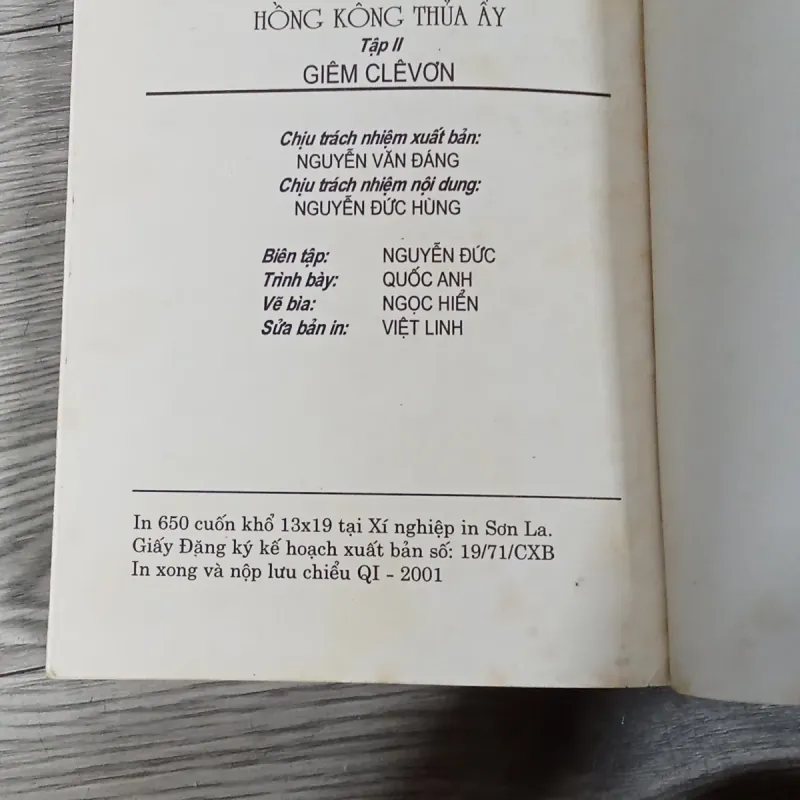 HỒNG KÔNG THỦA ẤY
Tập II
GIÊM CLÊVƠN
Chịu trách nhiệm xuất bản:
NGUYỄN VĂN ĐÁNG
Chịu trách nhiệm nội dung:
NGUYỄN ĐỨC HÙNG
Biên tập: NGUYỄN ĐỨC
Trình bày: QUỐC ANH
Vẽ bìa: NGỌC HIỂN
Sửa bản in: VIỆT LINH
In 650 cuốn khổ 13x19 tại Xí nghiệp in Sơn La.
Giấy Đặng ký kế hoạch xuất bản số: 19/71/CXB
In xong và nộp lưu chiểu QI - 2001